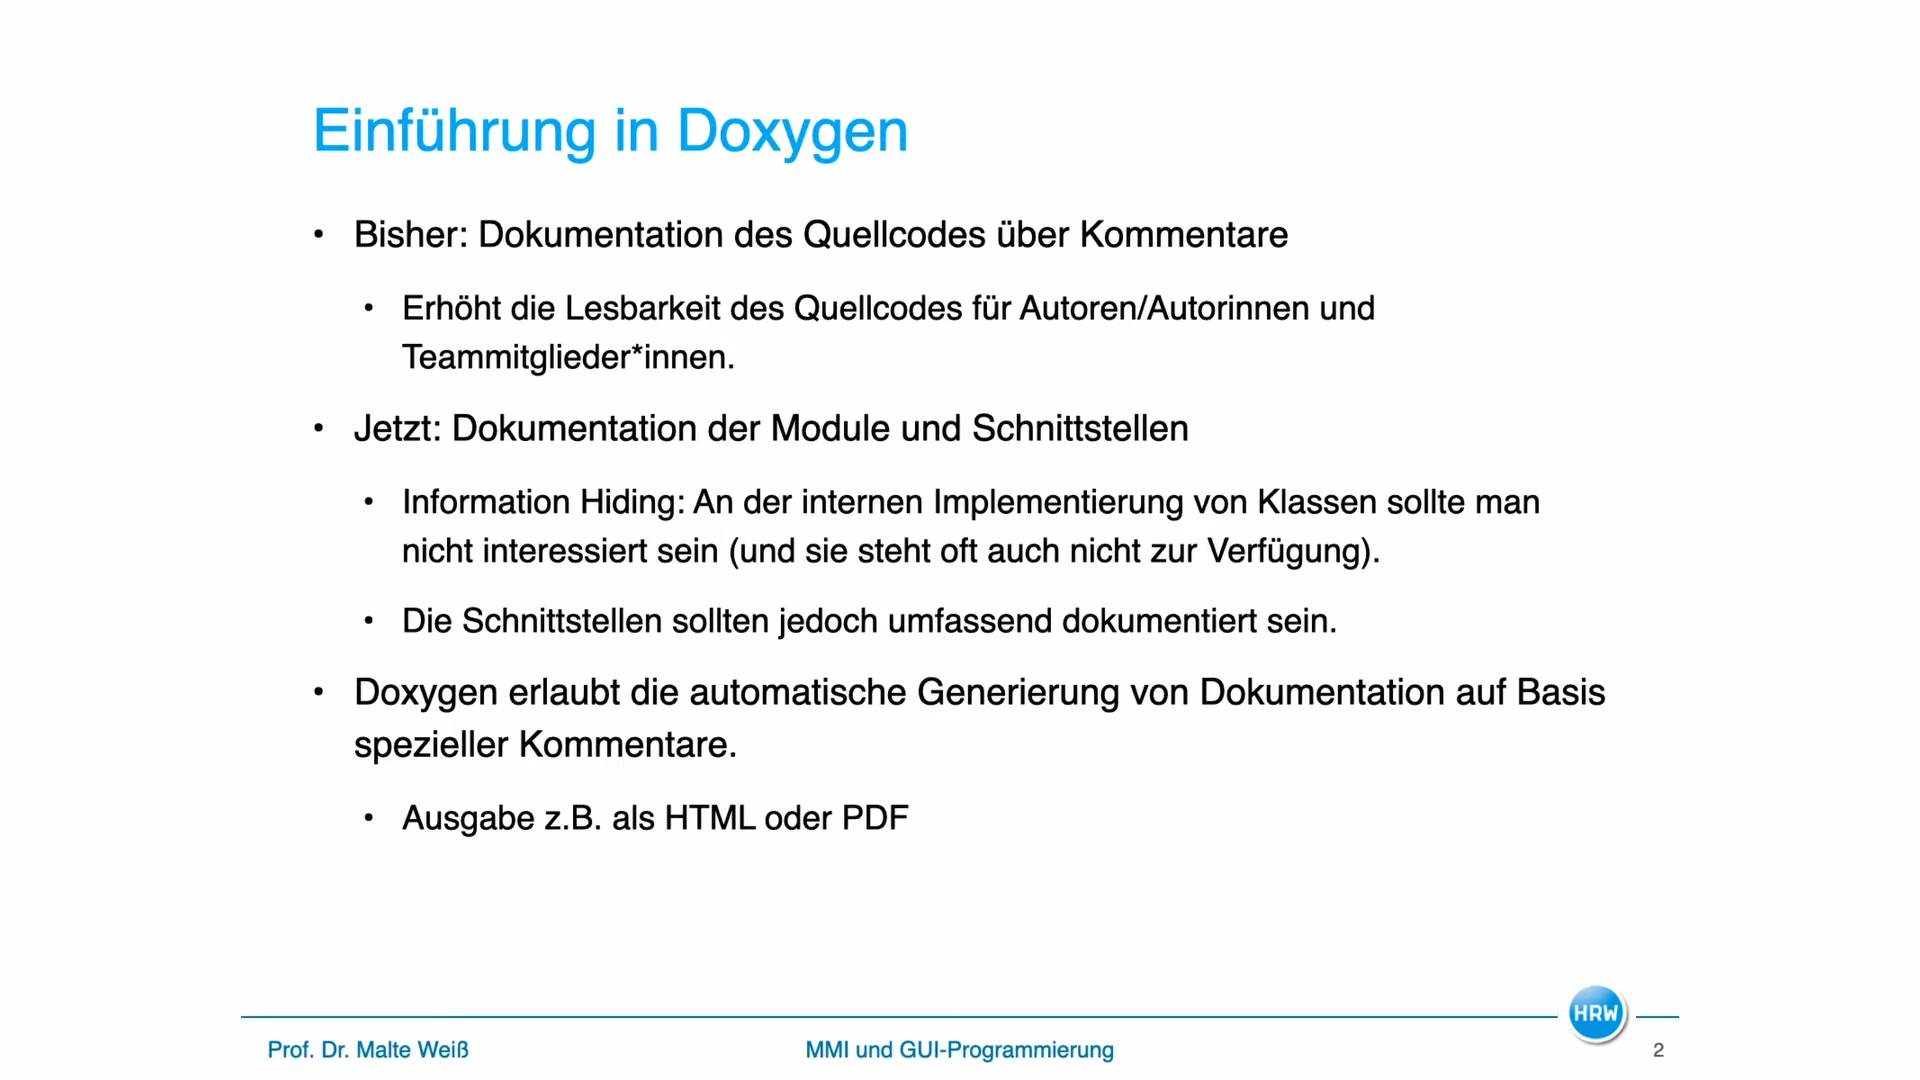 Einführung in Doxygen
• Bisher: Dokumentation des Quellcodes über Kommentare
• Erhöht die Lesbarkeit des Quellcodes für Autoren/Autorinnen und
Teammitglieder*innen.
• Jetzt: Dokumentation der Module und Schnittstellen
• Information Hiding: An der internen Implementierung von Klassen sollte man
nicht interessiert sein (und sie steht oft auch nicht zur Verfügung).
• Die Schnittstellen sollten jedoch umfassend dokumentiert sein.
• Doxygen erlaubt die automatische Generierung von Dokumentation auf Basis
spezieller Kommentare.
• Ausgabe z.B. als HTML oder PDF
HRW
Prof. Dr. Malte Weiß MMI und GUI-Programmierung 2